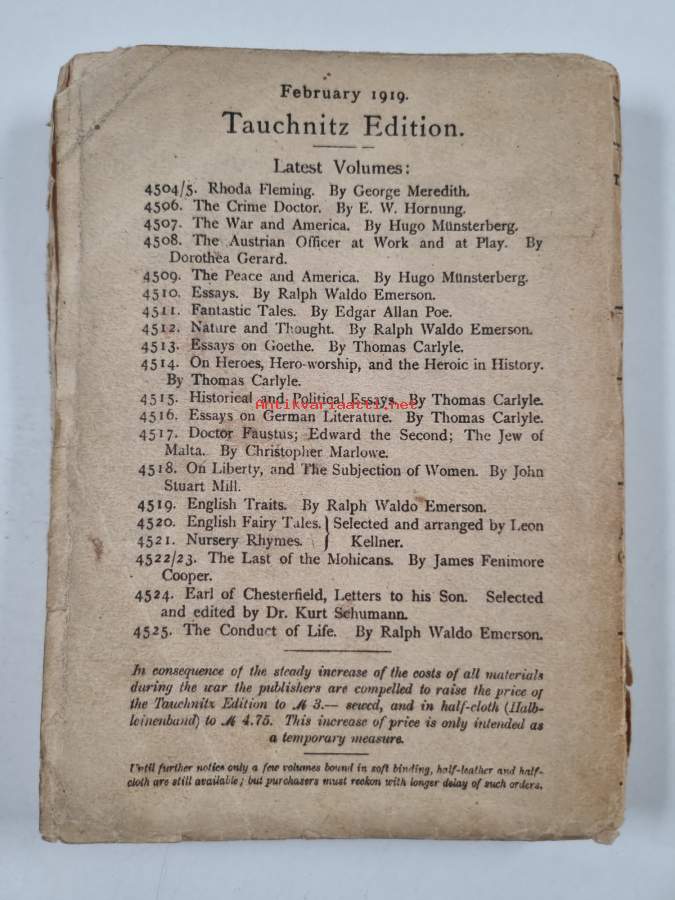 February 1919.
Tauchnitz Edition.
Latest Volumes:
4504/5. Rhoda Fleming. By George Meredith.
4506. The Crime Doctor. By E. W. Hornung.
4507. The War and America. By Hugo Münsterberg.
4508. The Austrian Officer at Work and at Play. By
Dorothea Gerard.
4509. The Peace and America. By Hugo Münsterberg.
4510. Essays. By Ralph Waldo Emerson.
4511. Fantastic Tales. By Edgar Allan Poe.
4512. Nature and Thought. By Ralph Waldo Emerson.
4513. Essays on Goethe. By Thomas Carlyle.
4514. On Heroes, Hero-worship, and the Heroic in History.
By Thomas Carlyle.
4515. Historical and Political Essays. By Thomas Carlyle.
Antikvariaatti.net
4516. Essays on German Literature. By Thomas Carlyle.
4517. Doctor Faustus; Edward the Second; The Jew of
Malta. By Christopher Marlowe.
4518. On Liberty, and The Subjection of Women. By John
Stuart Mill.
4519. English Traits. By Ralph Waldo Emerson.
4520. English Fairy Tales. } Selected and arranged by Leon
4521. Nursery Rhymes. } Kellner.
4522/23. The Last of the Mohicans. By James Fenimore
Cooper.
4524. Earl of Chesterfield, Letters to his Son. Selected
and edited by Dr. Kurt Schumann.
4525. The Conduct of Life. By Ralph Waldo Emerson.
In consequence of the steady increase of the costs of all materials
during the war the publishers are compelled to raise the price of
the Tauchnitz Edition to ℳ 3.— sewed, and in half-cloth (Halb-
leinenband) to ℳ 4.75. This increase of price is only intended as
a temporary measure.
Until further notice only a few volumes bound in soft binding, half-leather and half-
cloth are still available; but purchasers must reckon with longer delay of such orders.